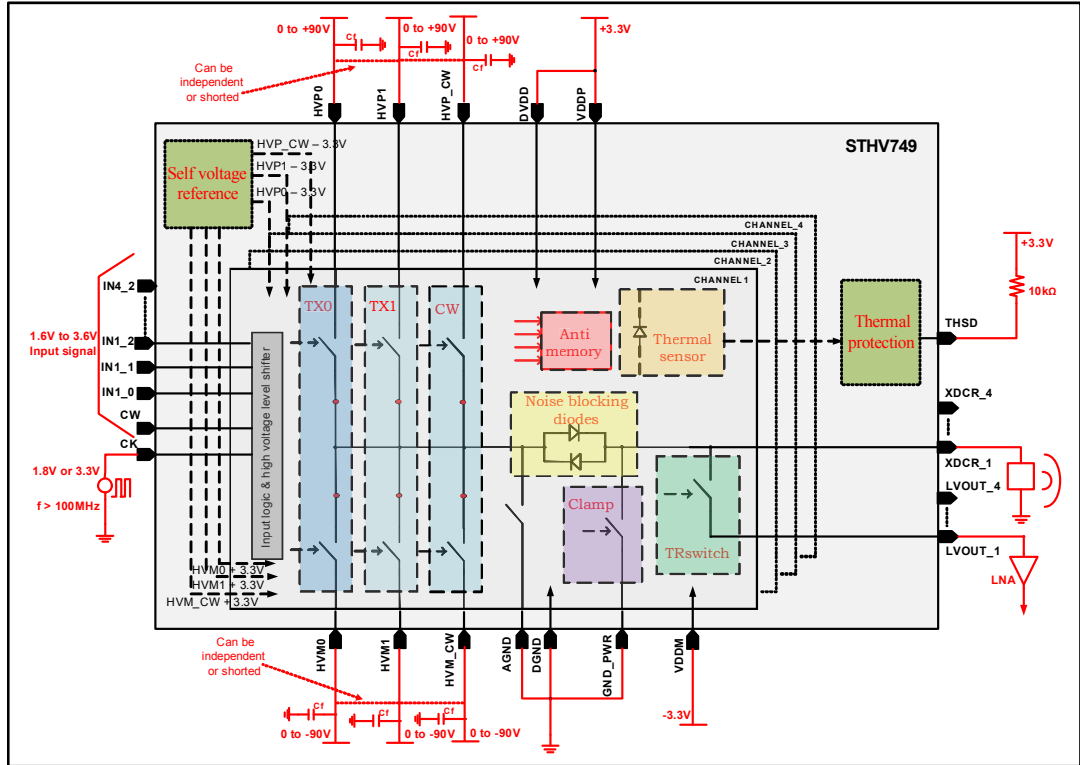 0 to +90V
0 to +90V
0 to +90V
+3.3V
Cf
Cf
Cf
Can be
independent
or shorted
HVP0
HVP1
HVP_CW
DVDD
VDDP
STHV749
Self voltage
reference
HVP_CW – 3.3V
HVP1 – 3.3V
HVP0 – 3.3V
CHANNEL_4
CHANNEL_3
CHANNEL_2
CHANNEL1
+3.3V
10kΩ
IN4_2
1.6V to 3.6V
Input signal
IN1_2
IN1_1
IN1_0
CW
CK
1.8V or 3.3V
f > 100MHz
Input logic & high voltage level shifter
TX0
TX1
CW
Anti
memory
Thermal
sensor
Thermal
protection
THSD
XDCR_4
XDCR_1
LVOUT_4
LVOUT_1
LNA
Noise blocking
diodes
Clamp
TRswitch
HVM0 + 3.3V
HVM1 + 3.3V
HVM_CW + 3.3V
Can be
independent
or shorted
HVM0
HVM1
HVM_CW
AGND
DGND
GND_PWR
VDDM
Cf
Cf
Cf
0 to -90V
0 to -90V
0 to -90V
-3.3V